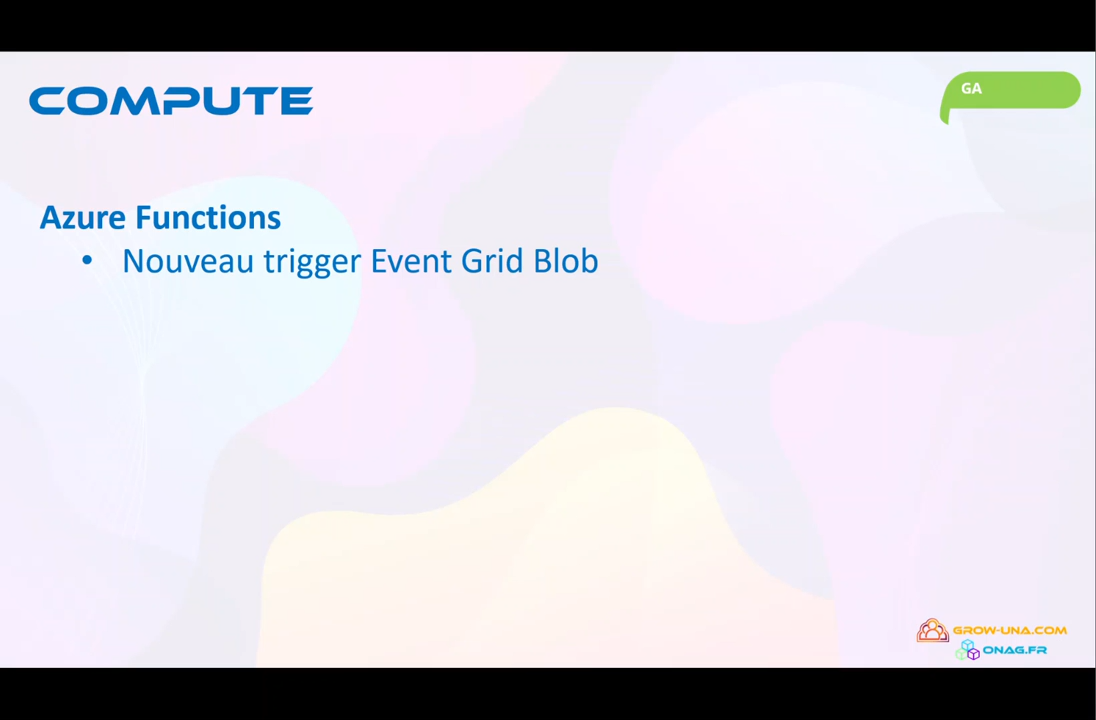 COMPUTE
GA
Azure Functions
• Nouveau trigger Event Grid Blob
GROW-UNA.COM
ONAG.FR